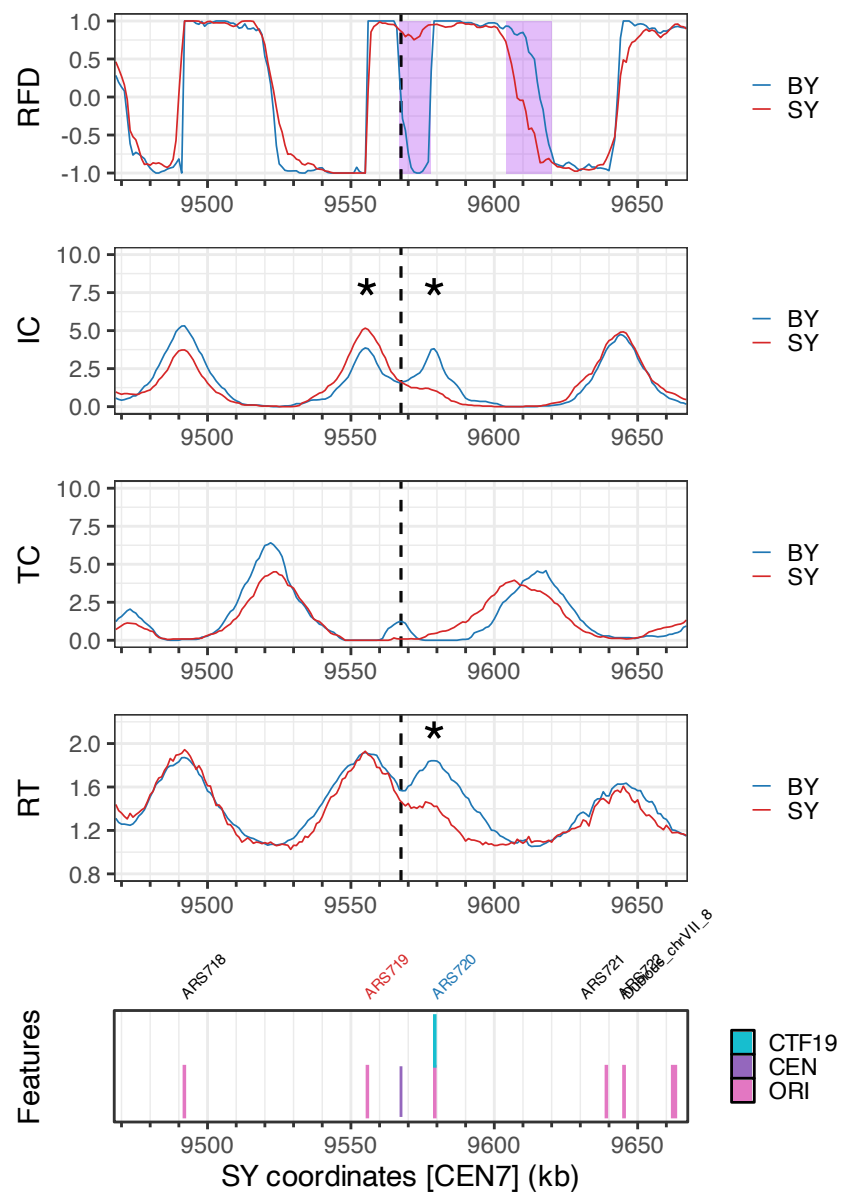 RFD
1.0
0.5
0.0
-0.5
-1.0
9500 9550 9600 9650
BY
SY
IC
10.0
7.5
5.0
2.5
0.0
* *
9500 9550 9600 9650
BY
SY
TC
10.0
7.5
5.0
2.5
0.0
9500 9550 9600 9650
BY
SY
RT
2.0
1.6
1.2
0.8
*
9500 9550 9600 9650
BY
SY
ARS718 ARS719 ARS720 ARS721
Features
CTF19
CEN
ORI
9500 9550 9600 9650
SY coordinates [CEN7] (kb)